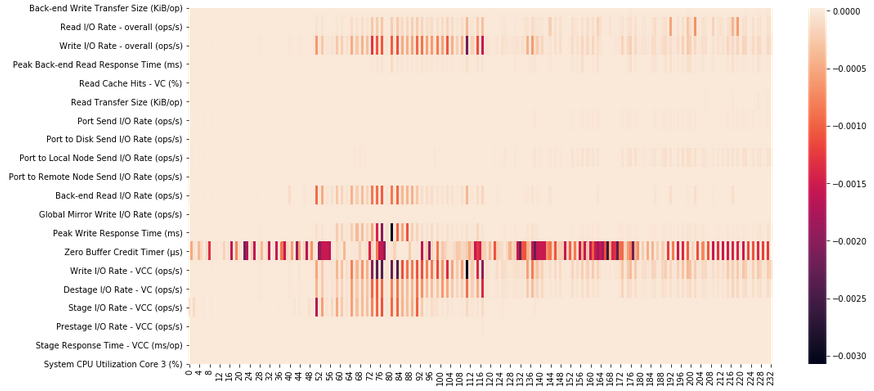 Back-end Write Transfer Size (KiB/op)
Read I/O Rate - overall (ops/s)
Write I/O Rate - overall (ops/s)
Peak Back-end Read Response Time (ms)
Read Cache Hits - VC (%)
Read Transfer Size (KiB/op)
Port Send I/O Rate (ops/s)
Port to Disk Send I/O Rate (ops/s)
Port to Local Node Send I/O Rate (ops/s)
Port to Remote Node Send I/O Rate (ops/s)
Back-end Read I/O Rate (ops/s)
Global Mirror Write I/O Rate (ops/s)
Peak Write Response Time (ms)
Zero Buffer Credit Timer (µs)
Write I/O Rate - VCC (ops/s)
Destage I/O Rate - VC (ops/s)
Stage I/O Rate - VCC (ops/s)
Prestage I/O Rate - VCC (ops/s)
Stage Response Time - VCC (ms/op)
System CPU Utilization Core 3 (%)
0 4 8 12 16 20 24 28 32 36 40 44 48 52 56 60 64 68 72 76 80 84 88 92 96 100 104 108 112 116 120 124 128 132 136 140 144 148 152 156 160 164 168 172 176 180 184 188 192 196 200 204 208 212 216 220 224 228 232
0.0000
−0.0005
−0.0010
−0.0015
−0.0020
−0.0025
−0.0030